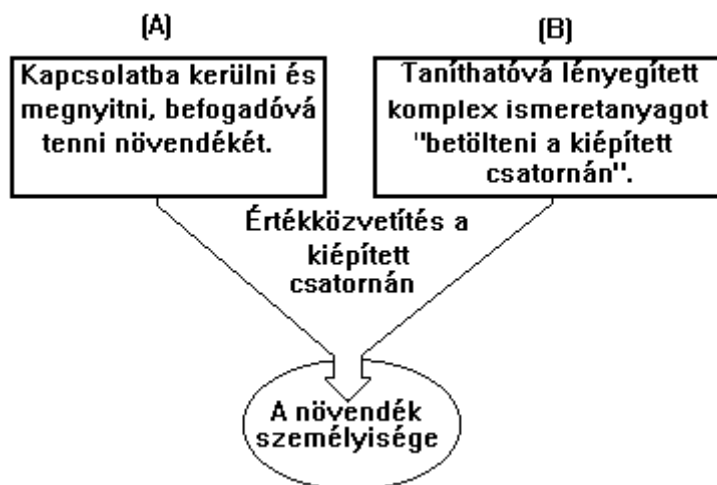 (A)
Kapcsolatba kerülni és
megnyitni, befogadóvá
tenni növendékét.
(B)
Taníthatóvá lényegített
komplex ismeretanyagot
"betölteni a kiépített
csatornán".
Értékközvetítés a
kiépített
csatornán
A növendék
személyisége